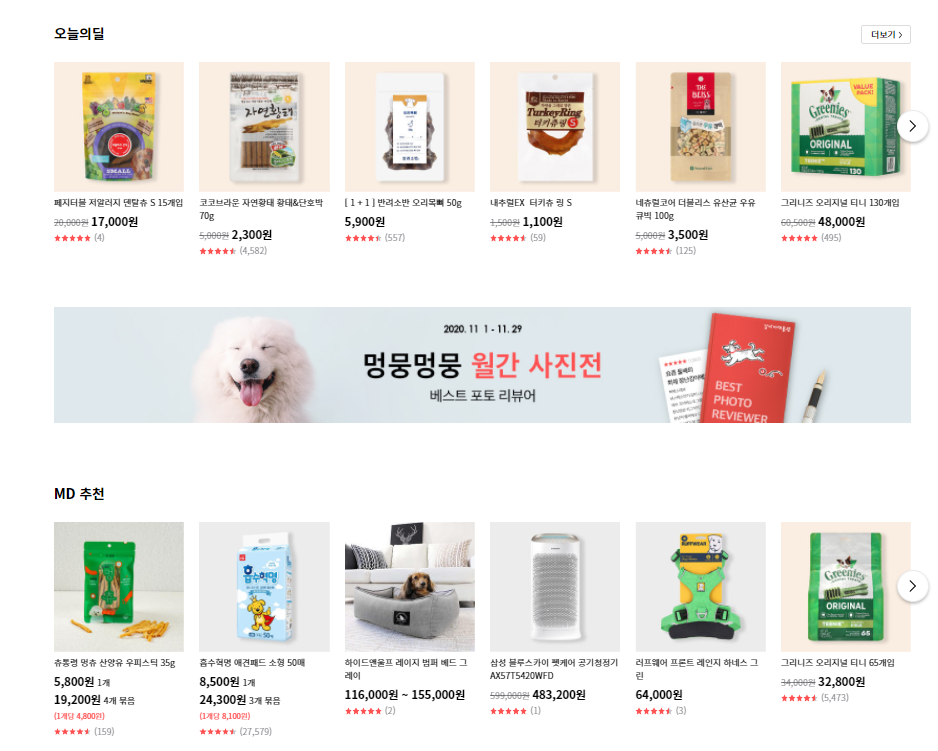 오늘의딜
더보기 >
페지터블 저알러지 덴탈츄 S 15개입
20,000원 17,000원
(4)
코코브라운 자연황태 황태&단호박
70g
5,000원 2,300원
(4,582)
[ 1 + 1 ] 반려소반 오리목뼈 50g
5,900원
(557)
내추럴EX 터키츄 링 S
1,500원 1,100원
(59)
네츄럴코어 더블리스 유산균 우유
큐빅 100g
5,000원 3,500원
(125)
그리니즈 오리지널 티니 130개입
60,500원 48,000원
(495)
SMALL
자연황태
Turkey Ring
터키츄링 S
THE
Greenies
ORIGINAL
VALUE
PACK!
130
2020. 11 1 - 11. 29
멍뭉멍뭉 월간 사진전
베스트 포토 리뷰어
BEST
PHOTO
REVIEWER
MD 추천
흡수혁명
RUFFWEAR
Greenies
ORIGINAL
65
츄통령 멍츄 산양유 우피스틱 35g
5,800원 1개
19,200원 4개 묶음
(1개당 4,800원)
(159)
흡수혁명 애견패드 소형 50매
8,500원 1개
24,300원 3개 묶음
(1개당 8,100원)
(27,579)
하이드앤울프 레이지 범퍼 베드 그
레이
116,000원 ~ 155,000원
(2)
삼성 블루스카이 펫케어 공기청정기
AX57T5420WFD
599,000원 483,200원
(1)
러프웨어 프론트 레인지 하네스 그
린
64,000원
(3)
그리니즈 오리지널 티니 65개입
34,000원 32,800원
(5,473)